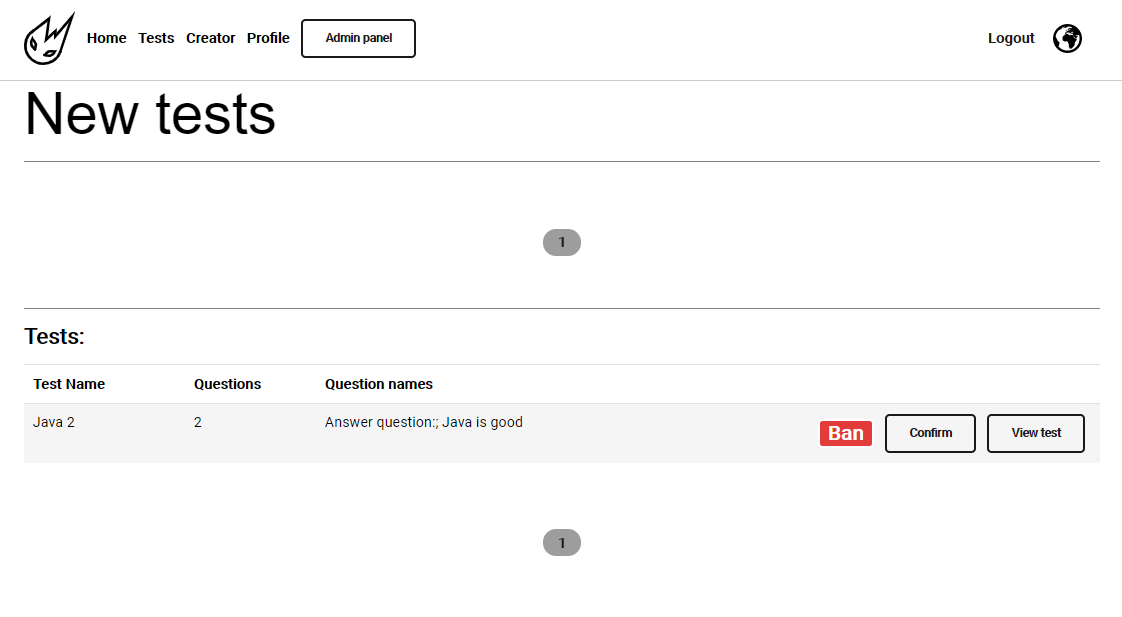 Home Tests Creator Profile Admin panel Logout
New tests
1
Tests:
Test Name Questions Question names
Java 2 2 Answer question:; Java is good Ban Confirm View test
1